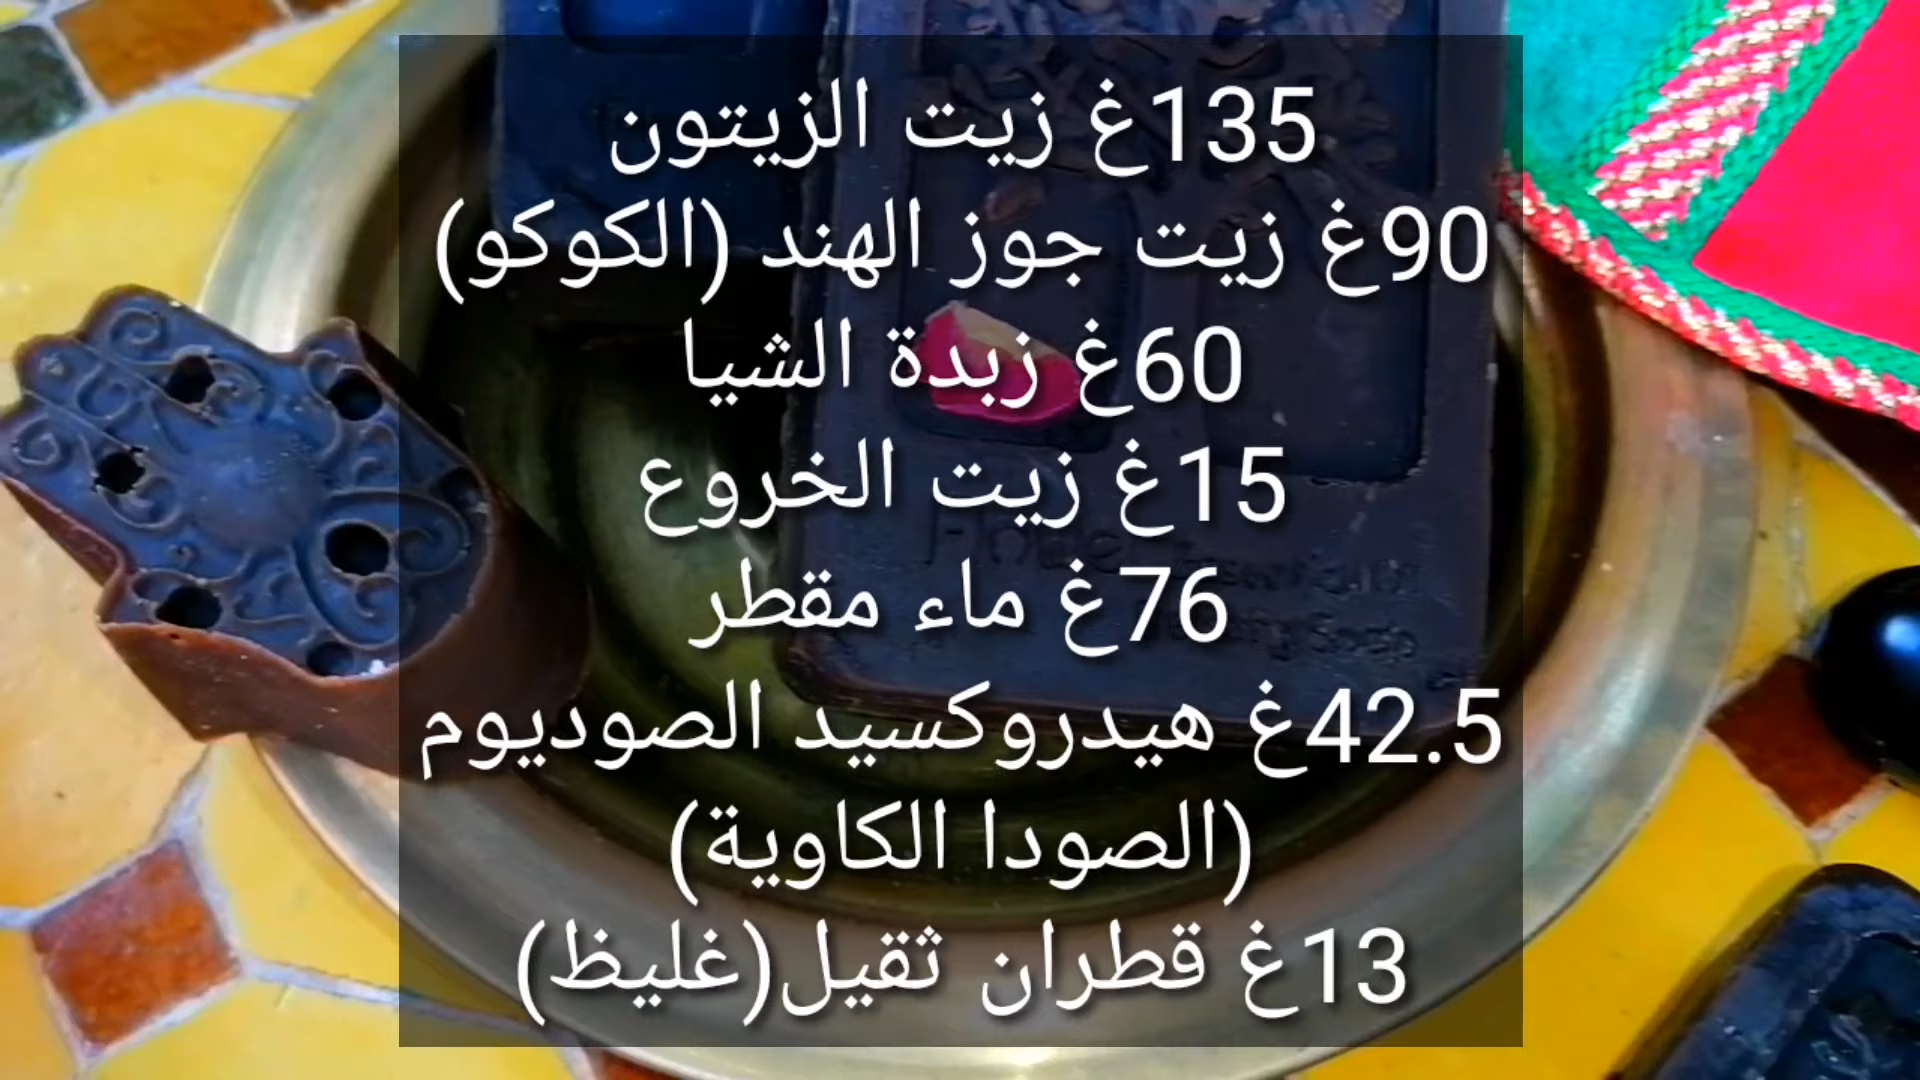 135غ زيت الزيتون
90غ زيت جوز الهند (الكوكو)
60غ زبدة الشيا
15غ زيت الخروع
76غ ماء مقطر
42.5غ هيدروكسيد الصوديوم
(الصودا الكاوية)
13غ قطران ثقيل(غليظ)